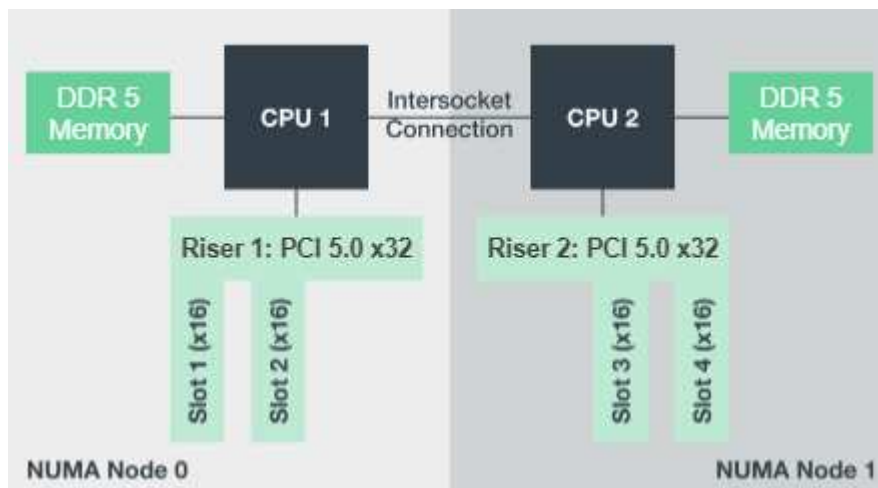 DDR 5
Memory
CPU 1
Intersocket
Connection
CPU 2
DDR 5
Memory
Riser 1: PCI 5.0 x32
Riser 2: PCI 5.0 x32
Slot 1 (x16)
Slot 2 (x16)
Slot 3 (x16)
Slot 4 (x16)
NUMA Node 0
NUMA Node 1